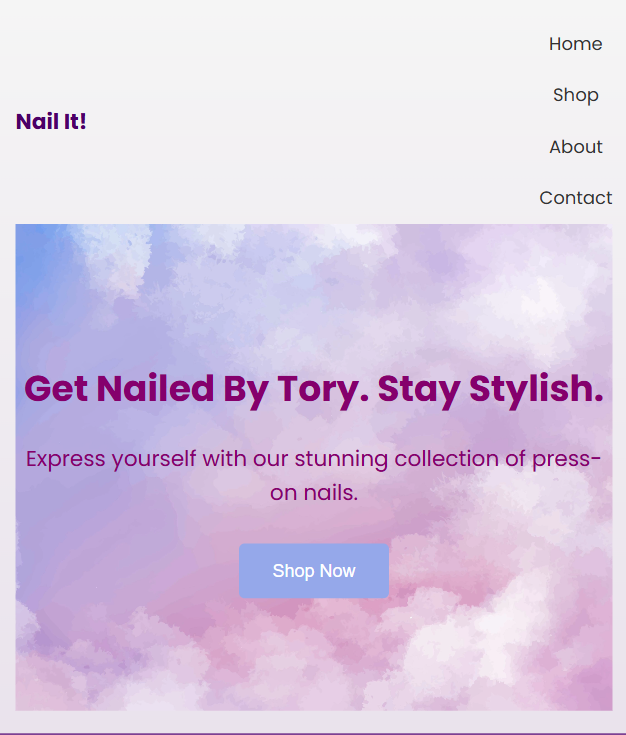 Home
Shop
Nail It!
About
Contact
Get Nailed By Tory. Stay Stylish.
Express yourself with our stunning collection of press-
on nails.
Shop Now